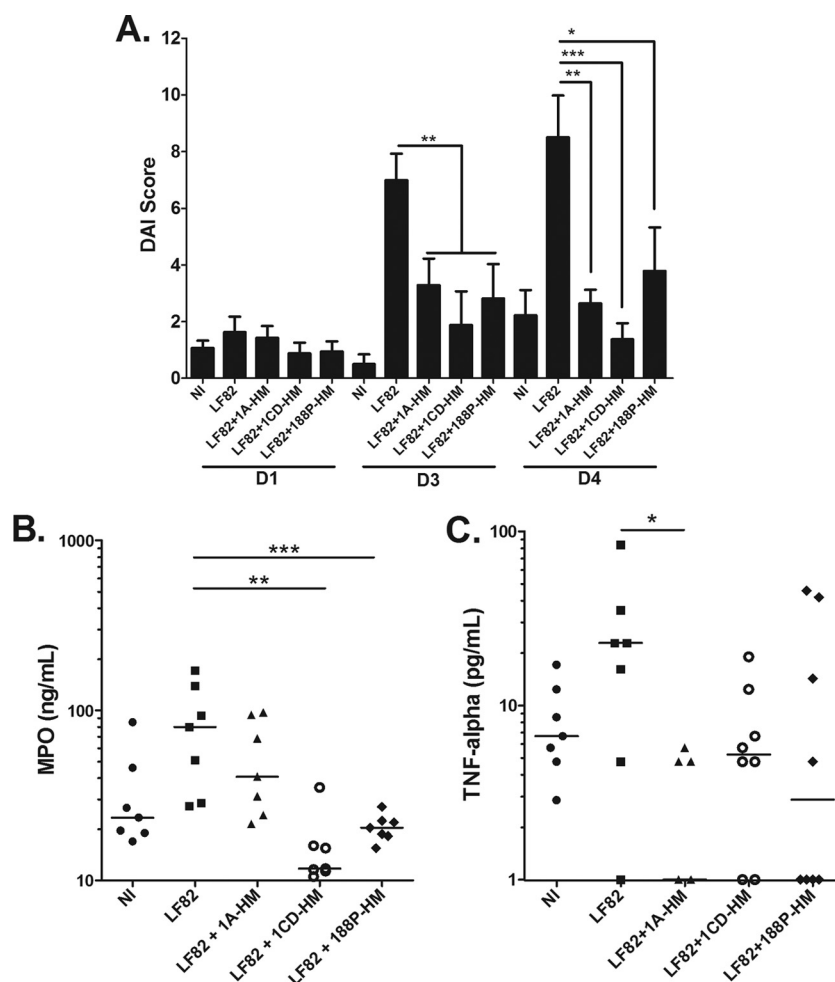 A.
DAI Score
12
10
8
6
4
2
0
**
*
***
**
NI
LF82
LF82+1A-HM
LF82+1CD-HM
LF82+188P-HM
NI
LF82
LF82+1A-HM
LF82+1CD-HM
LF82+188P-HM
NI
LF82
LF82+1A-HM
LF82+1CD-HM
LF82+188P-HM
D1
D3
D4
B.
MPO (ng/mL)
1000
100
10
***
**
NI
LF82
LF82 + 1A-HM
LF82 + 1CD-HM
LF82 + 188P-HM
C.
TNF-alpha (pg/mL)
100
10
1
*
NI
LF82
LF82+1A-HM
LF82+1CD-HM
LF82+188P-HM